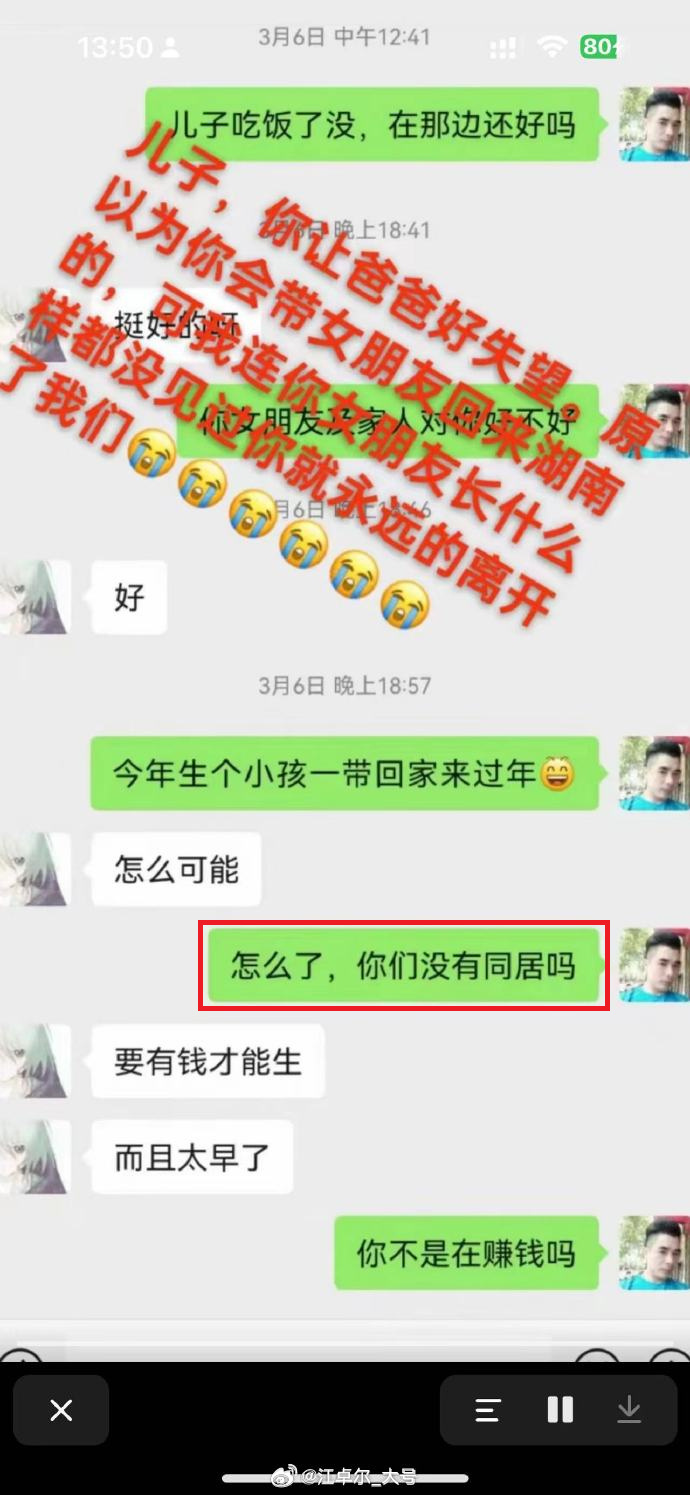 13:50
80
3月6日 中午12:41
儿子吃饭了没，在那边还好吗
3月6日 晚上18:41
挺好的呀
你女朋友及家人对你好不好
月6日 晚上18:46
好
儿子，你让爸爸好失望。原
以为你会带女朋友回来湖南
的，可我连你女朋友长什么
样都没见过你就永远的离开
了我们😭😭😭😭😭😭
3月6日 晚上18:57
今年生个小孩一带回家来过年😄
怎么可能
怎么了，你们没有同居吗
要有钱才能生
而且太早了
你不是在赚钱吗
@江卓尔_大号